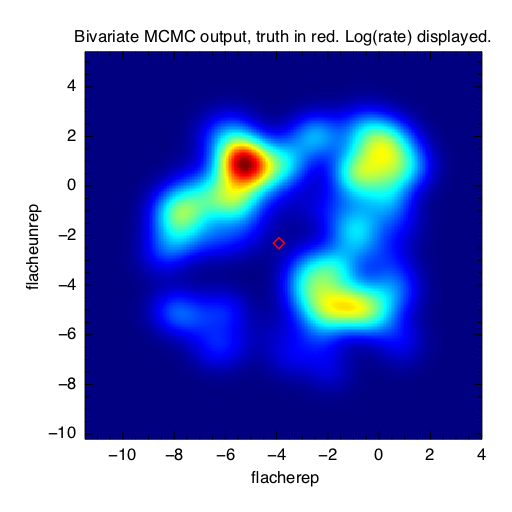 Bivariate MCMC output, truth in red. Log(rate) displayed.
4
2
0
−2
−4
−6
−8
−10
flacheunrep
−10 −8 −6 −4 −2 0 2 4
flacherep